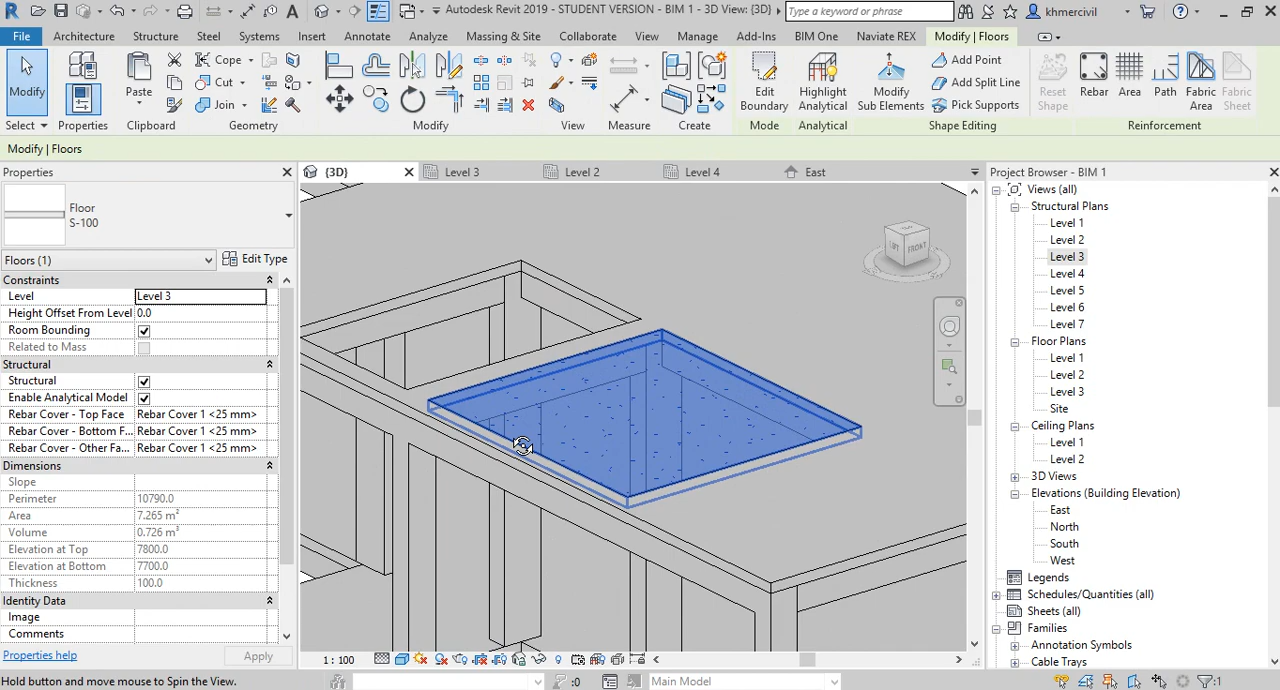 Autodesk Revit 2019 - STUDENT VERSION - BIM 1 - 3D View: {3D}
Type a keyword or phrase
khmercivil
File
Architecture
Structure
Steel
Systems
Insert
Annotate
Analyze
Massing & Site
Collaborate
View
Manage
Add-Ins
BIM One
Naviate REX
Modify | Floors
Modify
Properties
Paste
Cope
Cut
Join
Edit Boundary
Highlight Analytical
Modify Sub Elements
Add Point
Add Split Line
Pick Supports
Reset Shape
Rebar
Area
Path
Fabric Area
Fabric Sheet
Select
Properties
Clipboard
Geometry
Modify
View
Measure
Create
Mode
Analytical
Shape Editing
Reinforcement
Modify | Floors
Properties
Floor
S-100
Floors (1)
Edit Type
Constraints
Level Level 3
Height Offset From Level 0.0
Room Bounding
Related to Mass
Structural
Structural
Enable Analytical Model
Rebar Cover - Top Face Rebar Cover 1 <25 mm>
Rebar Cover - Bottom F... Rebar Cover 1 <25 mm>
Rebar Cover - Other Fa... Rebar Cover 1 <25 mm>
Dimensions
Slope
Perimeter 10790.0
Area 7.265 m²
Volume 0.726 m³
Elevation at Top 7800.0
Elevation at Bottom 7700.0
Thickness 100.0
Identity Data
Image
Comments
Properties help
Apply
{3D}
Level 3
Level 2
Level 4
East
LEFT
FRONT
Project Browser - BIM 1
Views (all)
Structural Plans
Level 1
Level 2
Level 3
Level 4
Level 5
Level 6
Level 7
Floor Plans
Level 1
Level 2
Level 3
Site
Ceiling Plans
Level 1
Level 2
3D Views
Elevations (Building Elevation)
East
North
South
West
Legends
Schedules/Quantities (all)
Sheets (all)
Families
Annotation Symbols
Cable Trays
1 : 100
Hold button and move mouse to Spin the View.
:0
Main Model
:1